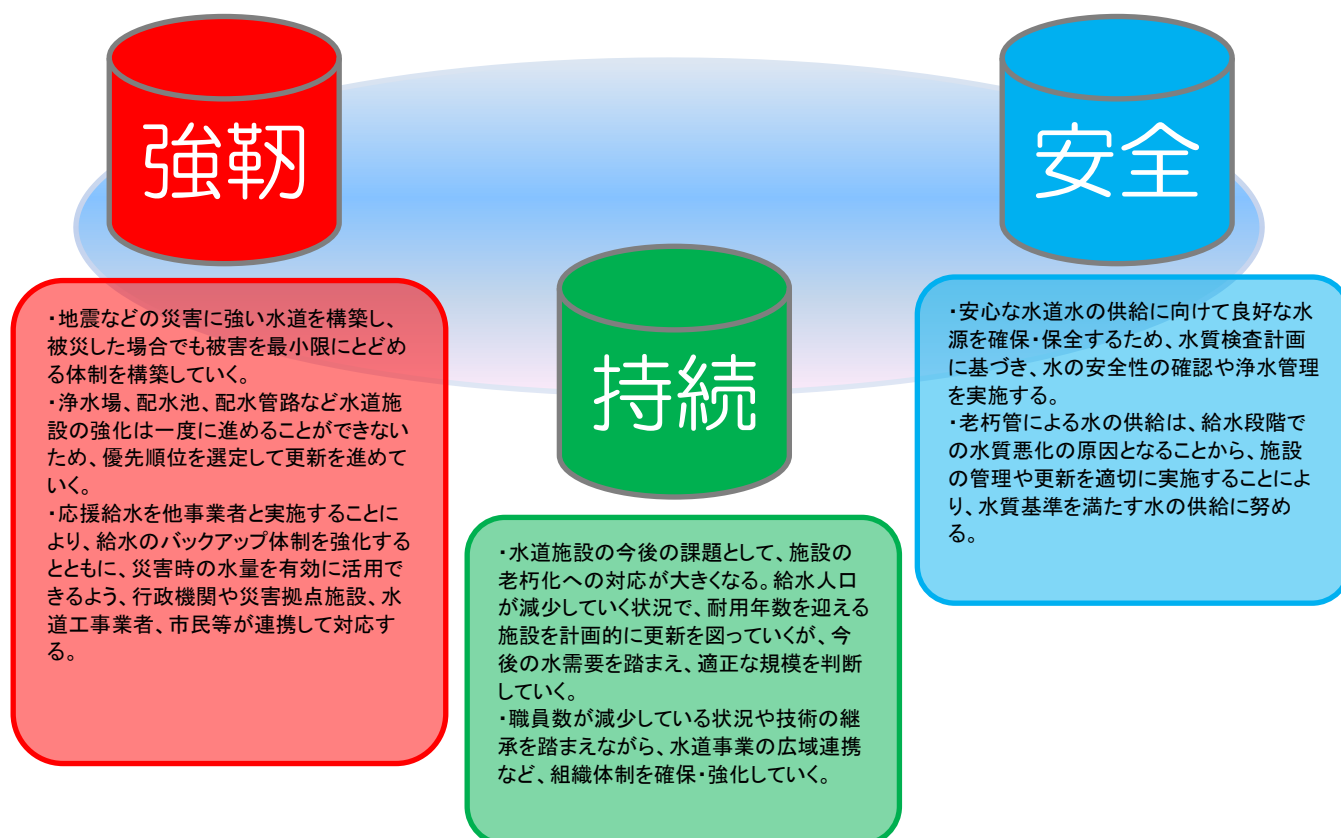 強靭
・地震などの災害に強い水道を構築し、
被災した場合でも被害を最小限にとどめ
る体制を構築していく。
・浄水場、配水池、配水管路など水道施
設の強化は一度に進めることができない
ため、優先順位を選定して更新を進めて
いく。
・応援給水を他事業者と実施することに
より、給水のバックアップ体制を強化する
とともに、災害時の水量を有効に活用で
きるよう、行政機関や災害拠点施設、水
道工事業者、市民等が連携して対応す
る。
持続
・水道施設の今後の課題として、施設の
老朽化への対応が大きくなる。給水人口
が減少していく状況で、耐用年数を迎える
施設を計画的に更新を図っていくが、今
後の水需要を踏まえ、適正な規模を判断
していく。
・職員数が減少している状況や技術の継
承を踏まえながら、水道事業の広域連携
など、組織体制を確保・強化していく。
安全
・安心な水道水の供給に向けて良好な水
源を確保・保全するため、水質検査計画
に基づき、水の安全性の確認や浄水管理
を実施する。
・老朽管による水の供給は、給水段階で
の水質悪化の原因となることから、施設
の管理や更新を適切に実施することによ
り、水質基準を満たす水の供給に努め
る。